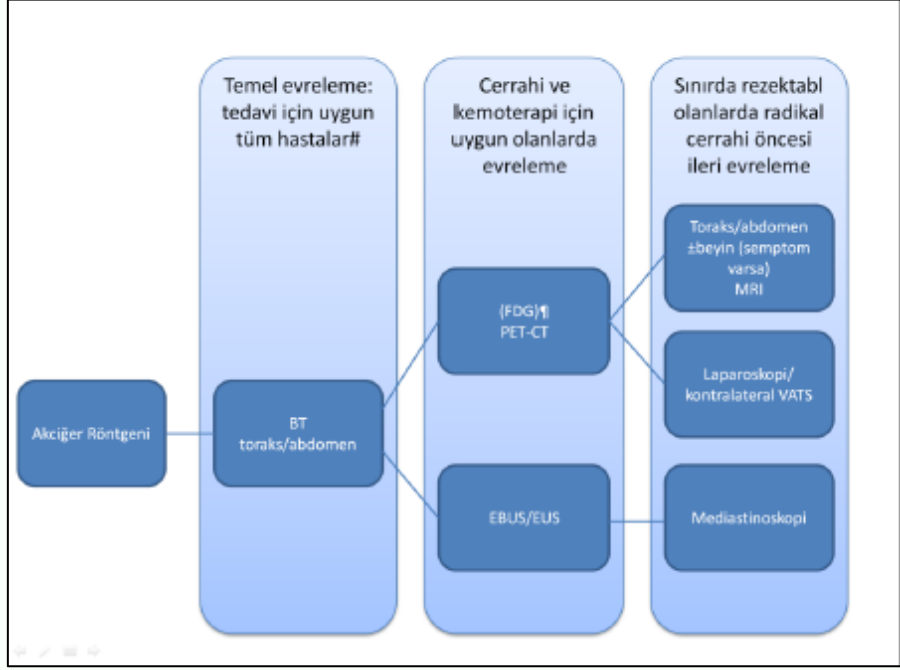 Temel evreleme:
tedavi için uygun
tüm hastalar#
Cerrahi ve
kemoterapi için
uygun olanlarda
evreleme
Sınırda rezektabl
olanlarda radikal
cerrahi öncesi
ileri evreleme
Akciğer Röntgeni
BT
toraks/abdomen
(FDG)¶
PET-CT
EBUS/EUS
Toraks/abdomen
±beyin (semptom
varsa)
MRI
Laparoskopi/
kontralateral VATS
Mediastinoskopi